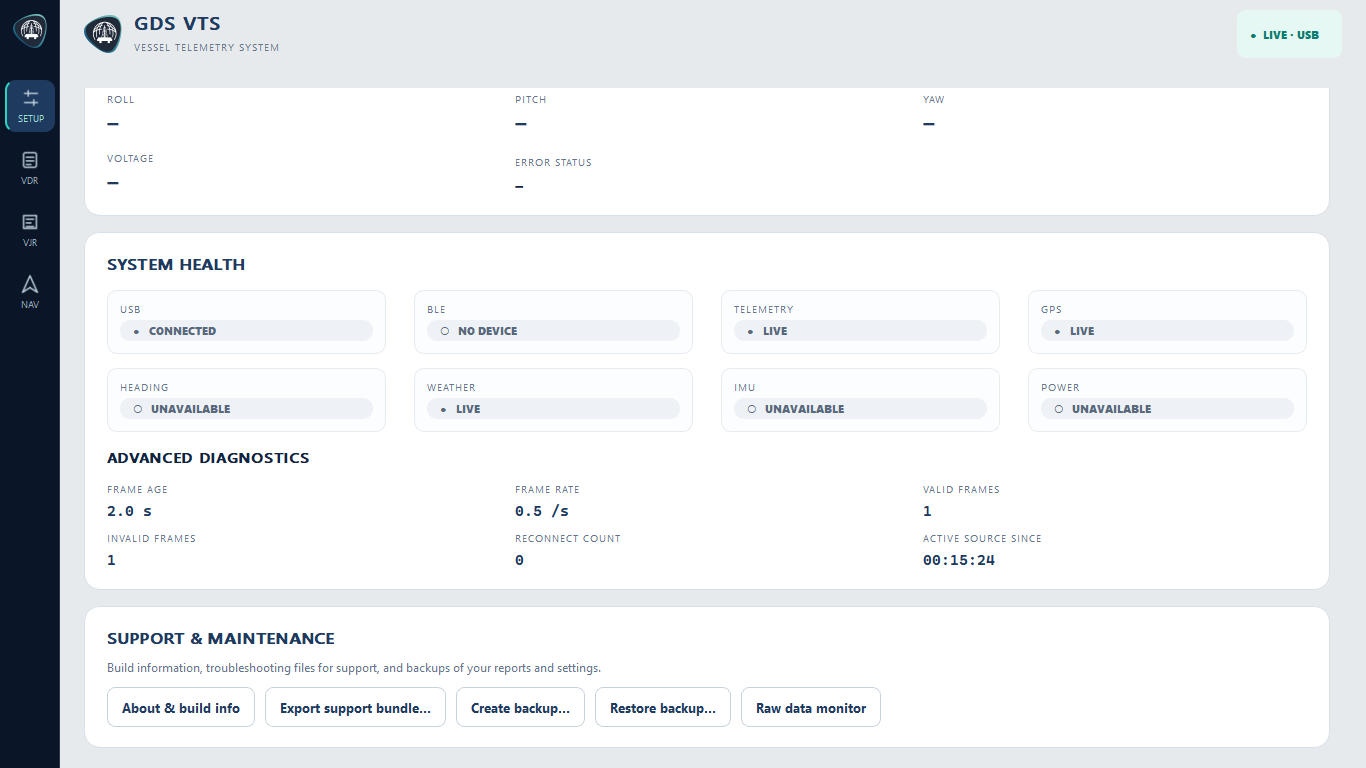 GDS VTS
VESSEL TELEMETRY SYSTEM
● LIVE · USB
SETUP
VDR
VJR
NAV
ROLL PITCH YAW
— — —
VOLTAGE ERROR STATUS
— –
SYSTEM HEALTH
USB BLE TELEMETRY GPS
● CONNECTED ○ NO DEVICE ● LIVE ● LIVE
HEADING WEATHER IMU POWER
○ UNAVAILABLE ● LIVE ○ UNAVAILABLE ○ UNAVAILABLE
ADVANCED DIAGNOSTICS
FRAME AGE FRAME RATE VALID FRAMES
2.0 s 0.5 /s 1
INVALID FRAMES RECONNECT COUNT ACTIVE SOURCE SINCE
1 0 00:15:24
SUPPORT & MAINTENANCE
Build information, troubleshooting files for support, and backups of your reports and settings.
About & build info Export support bundle... Create backup... Restore backup... Raw data monitor